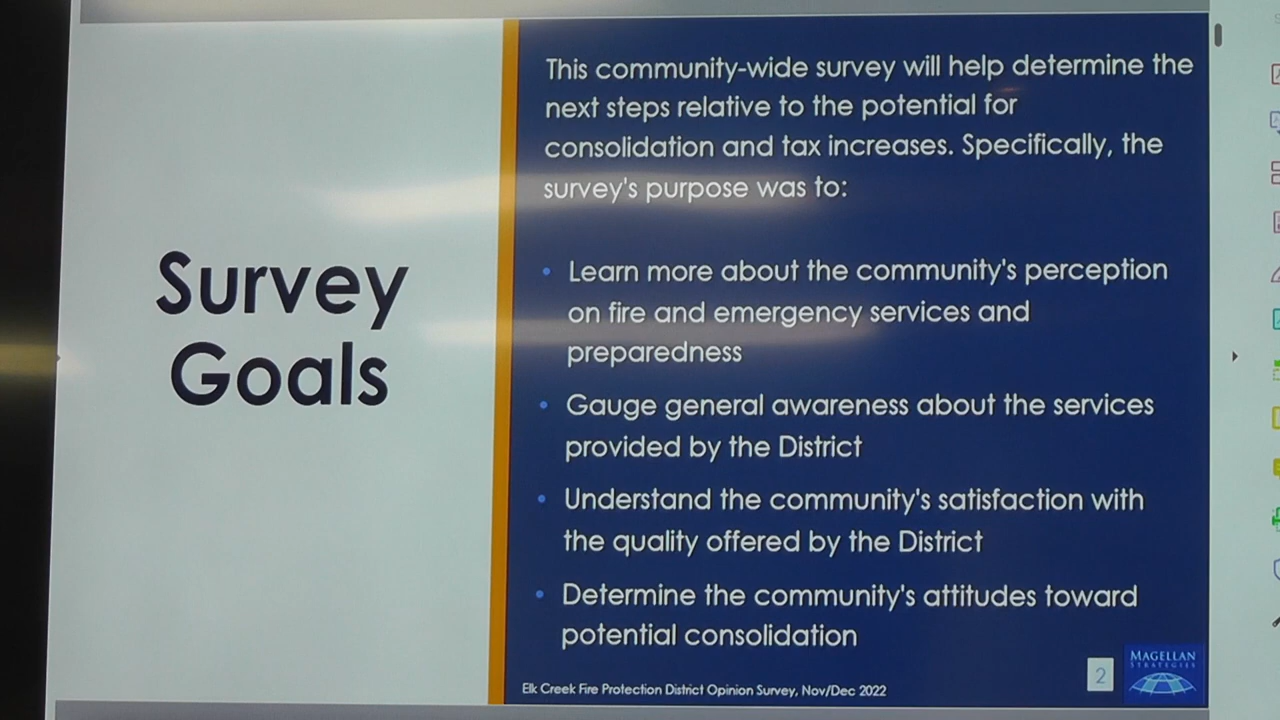 Survey
Goals
This community-wide survey will help determine the
next steps relative to the potential for
consolidation and tax increases. Specifically, the
survey's purpose was to:
• Learn more about the community's perception
on fire and emergency services and
preparedness
• Gauge general awareness about the services
provided by the District
• Understand the community's satisfaction with
the quality offered by the District
• Determine the community's attitudes toward
potential consolidation
Elk Creek Fire Protection District Opinion Survey, Nov/Dec 2022
2
MAGELLAN
STRATEGIES